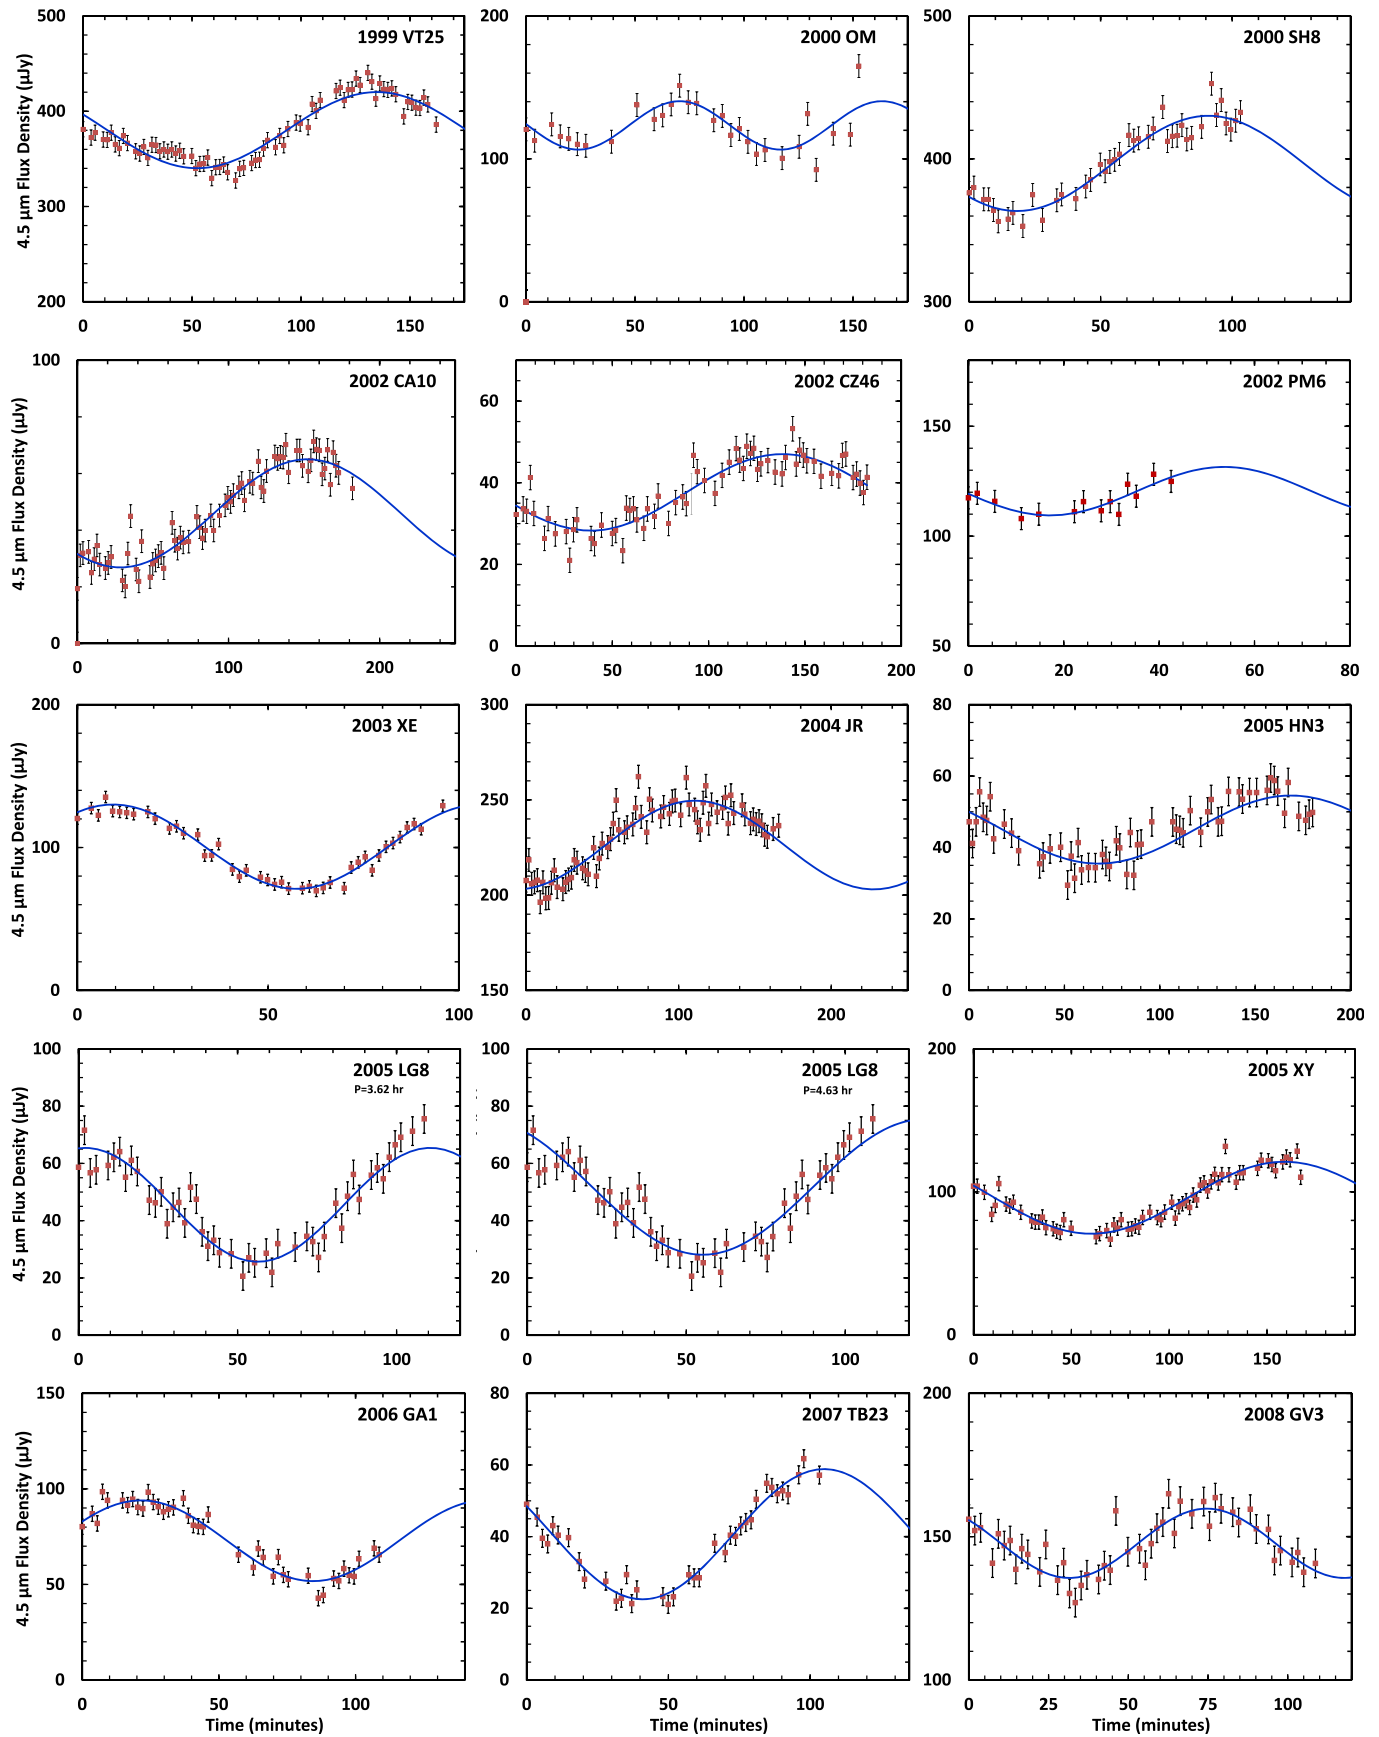 500 1999 VT25 200 2000 OM 500 2000 SH8
4.5 µm Flux Density (µJy)
400 100 400
300
200 0 300
0 50 100 150 0 50 100 150 0 50 100
100 2002 CA10 2002 CZ46 2002 PM6
4.5 µm Flux Density (µJy)
60 150
40 100
20
0 0 50
0 100 200 0 50 100 150 200 0 20 40 60 80
200 2003 XE 300 2004 JR 80 2005 HN3
4.5 µm Flux Density (µJy)
250 60
100 40
200 20
0 150 0
0 50 100 0 100 200 0 50 100 150 200
100 2005 LG8 100 2005 LG8 200 2005 XY
P=3.62 hr P=4.63 hr
4.5 µm Flux Density (µJy)
80 80
60 60 100
40 40
20 20
0 0 0
0 50 100 0 50 100 0 50 100 150
150 2006 GA1 80 2007 TB23 200 2008 GV3
4.5 µm Flux Density (µJy)
100 60
40 150
50 20
0 0 100
0 50 100 0 50 100 0 25 50 75 100
Time (minutes) Time (minutes) Time (minutes)